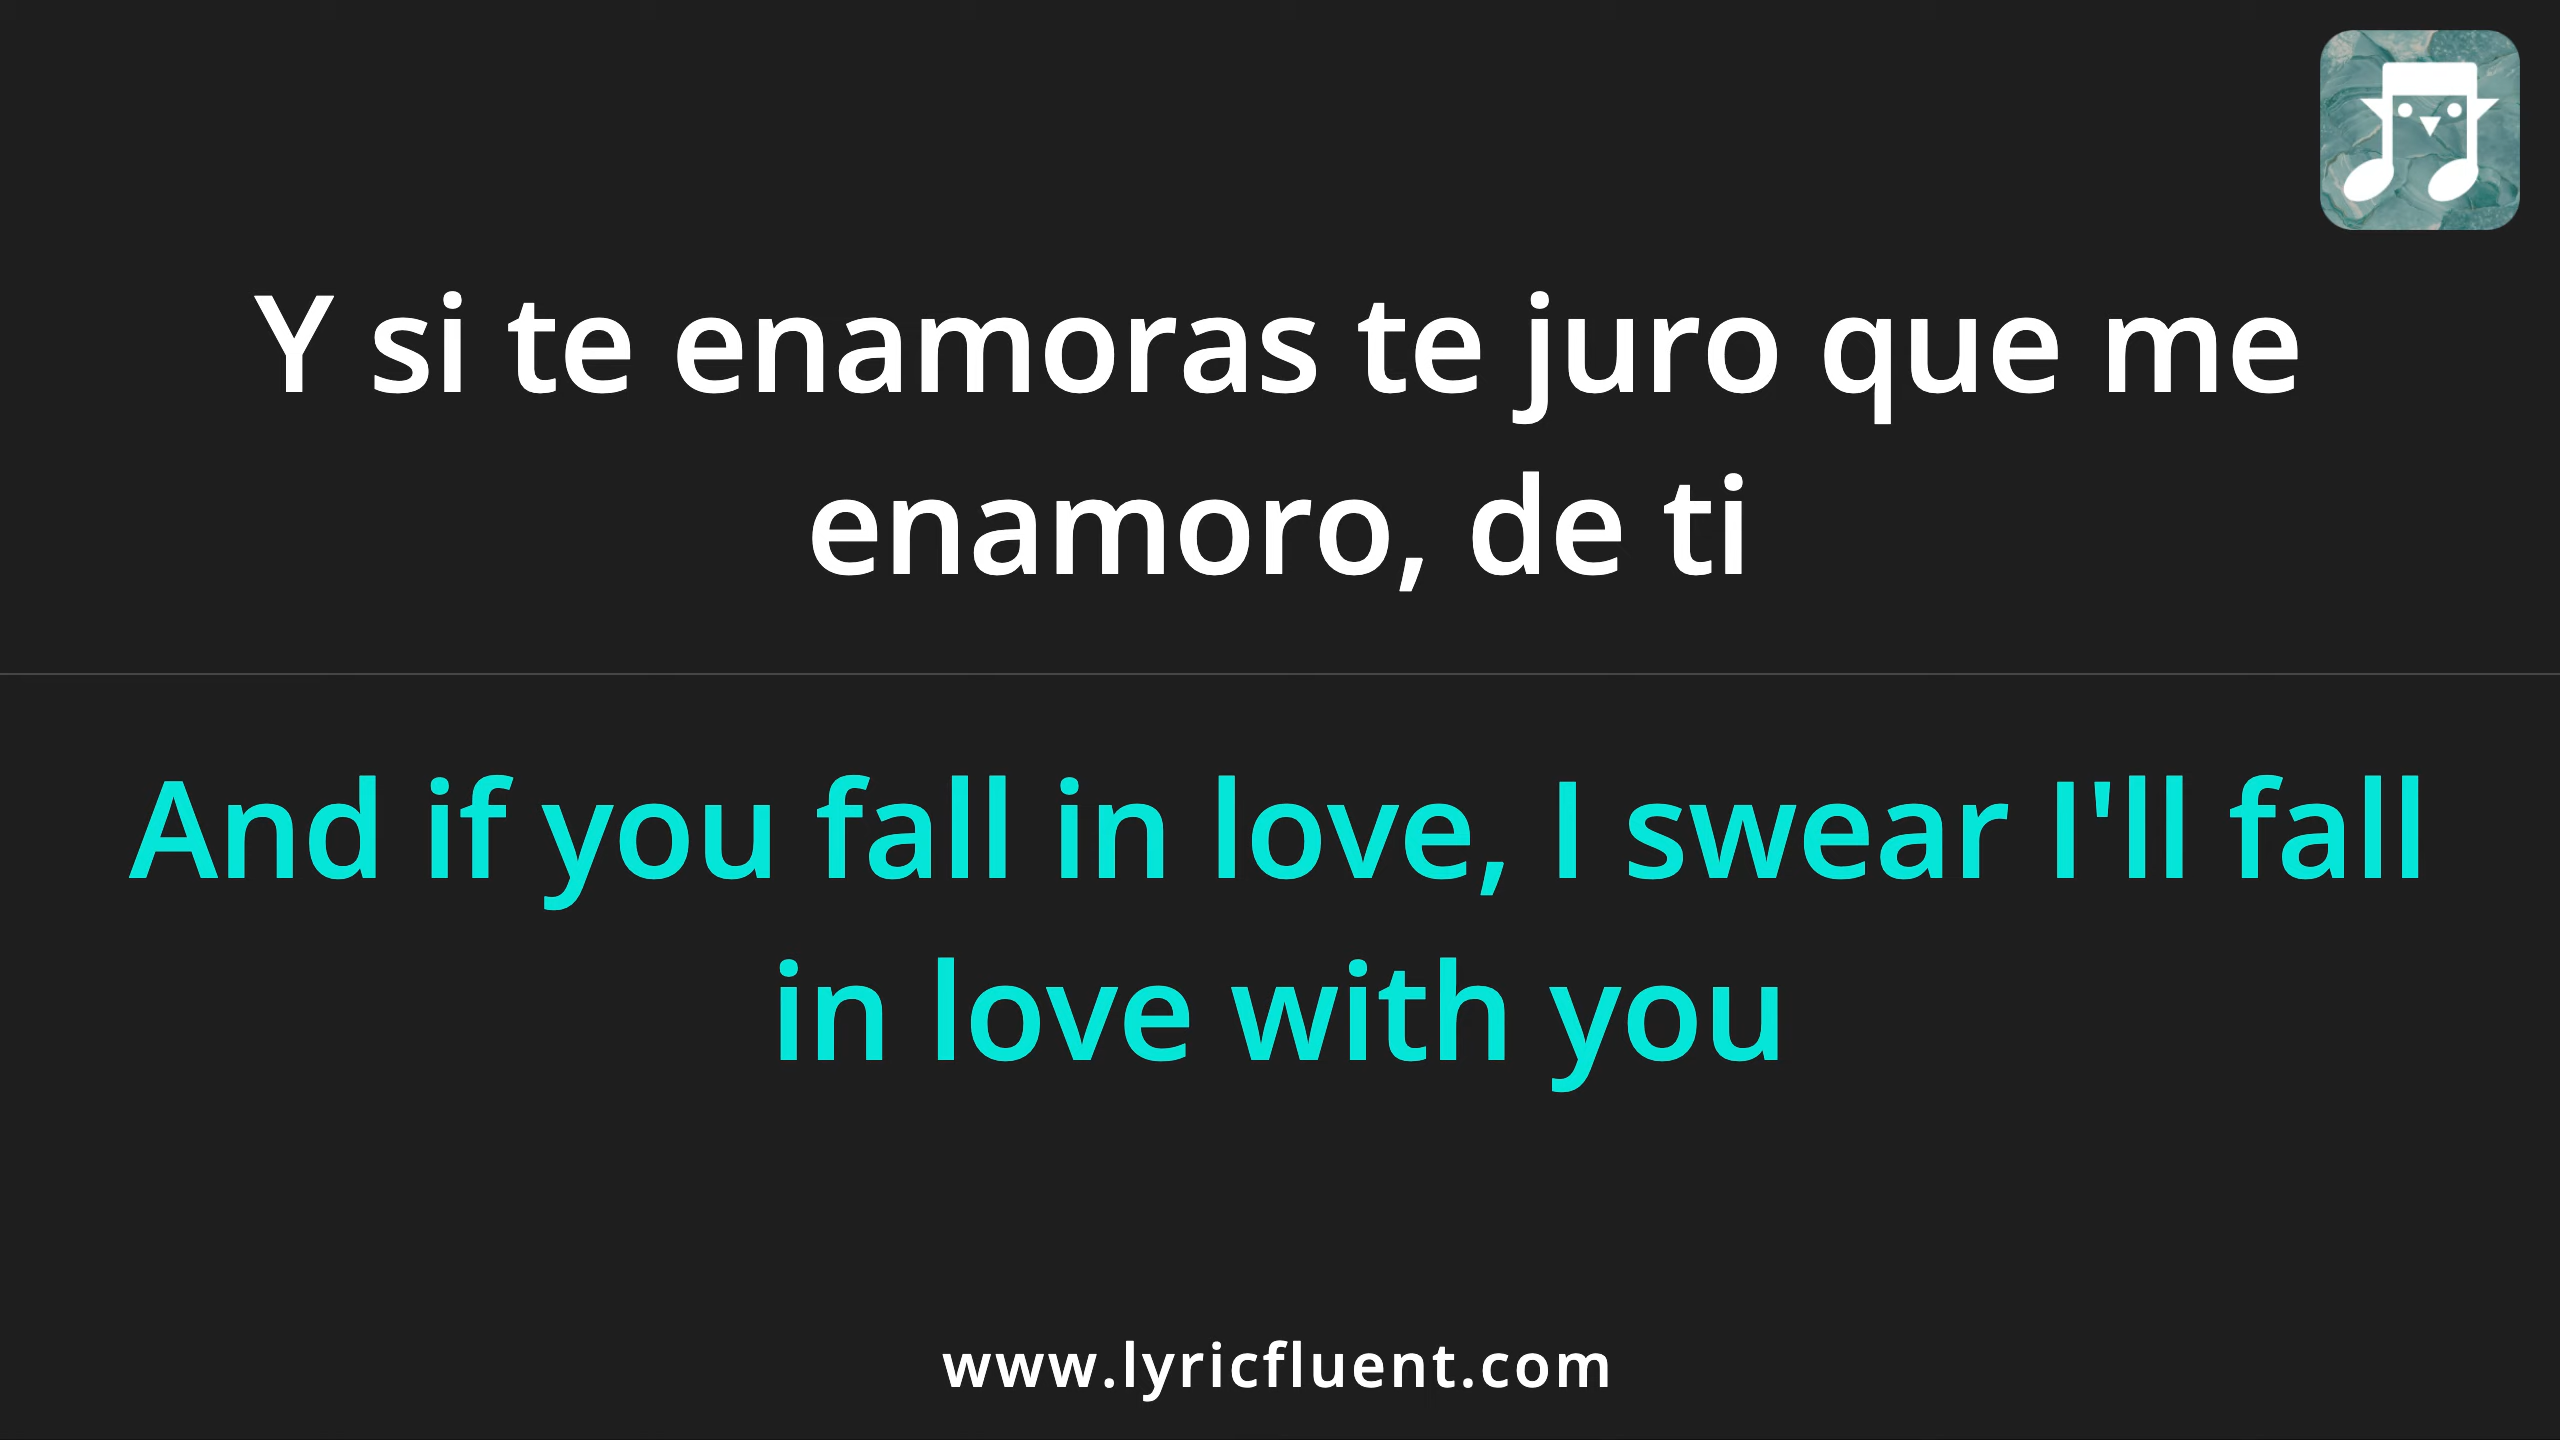 Y si te enamoras te juro que me
enamoro, de ti
And if you fall in love, I swear I'll fall
in love with you
www.lyricfluent.com